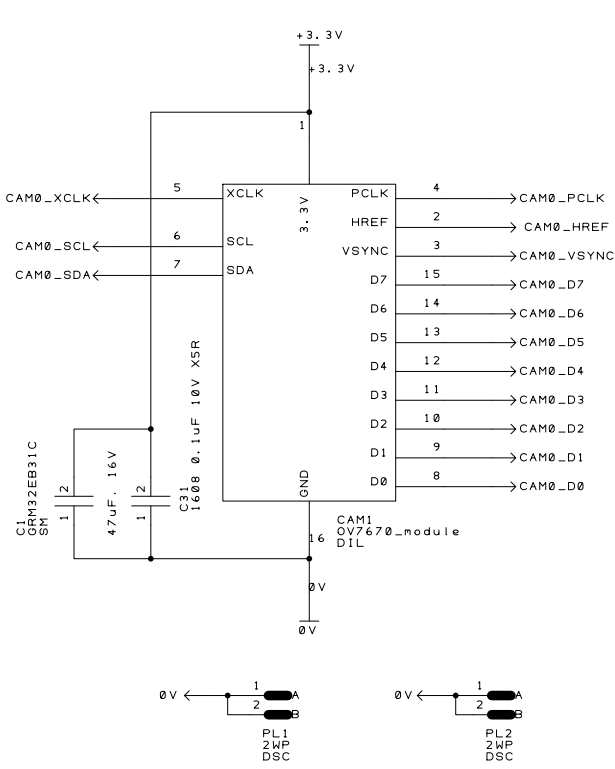 +3.3V
+3.3V
1
CAM0_XCLK 5 XCLK 3.3V PCLK 4 CAM0_PCLK
HREF 2 CAM0_HREF
CAM0_SCL 6 SCL VSYNC 3 CAM0_VSYNC
CAM0_SDA 7 SDA D7 15 CAM0_D7
D6 14 CAM0_D6
D5 13 CAM0_D5
D4 12 CAM0_D4
D3 11 CAM0_D3
D2 10 CAM0_D2
D1 9 CAM0_D1
D0 8 CAM0_D0
GND
16
CAM1
OV7670_module
DIL
C1
GRM32EB31C
SM
2
1
47uF, 16V
2
1
C31
1608 0.1uF 10V X5R
0V
0V
0V 1 A
2 B
PL1
2WP
DSC
0V 1 A
2 B
PL2
2WP
DSC